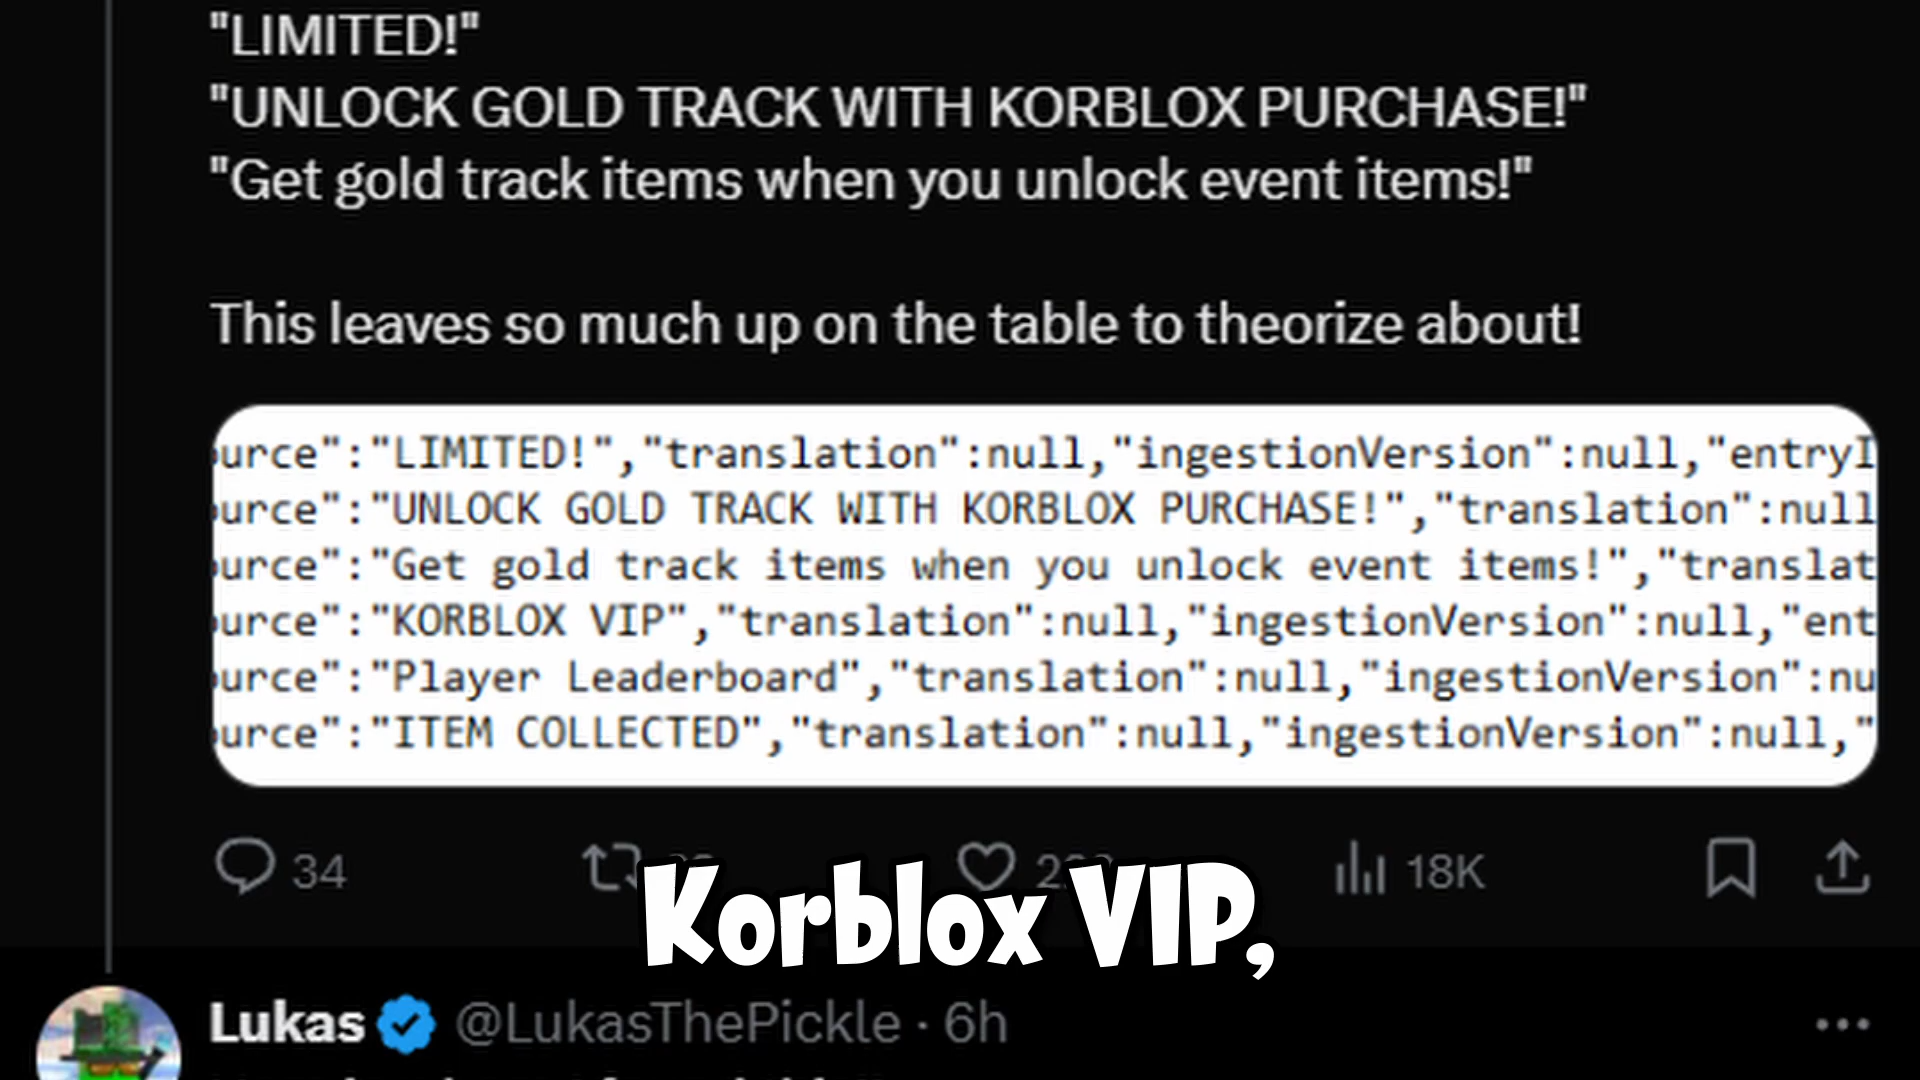 "LIMITED!"
"UNLOCK GOLD TRACK WITH KORBLOX PURCHASE!"
"Get gold track items when you unlock event items!"
This leaves so much up on the table to theorize about!
urce":"LIMITED!","translation":null,"ingestionVersion":null,"entryI
urce":"UNLOCK GOLD TRACK WITH KORBLOX PURCHASE!","translation":null
urce":"Get gold track items when you unlock event items!","translat
urce":"KORBLOX VIP","translation":null,"ingestionVersion":null,"ent
urce":"Player Leaderboard","translation":null,"ingestionVersion":nu
urce":"ITEM COLLECTED","translation":null,"ingestionVersion":null,"
34 18K
Korblox VIP,
Lukas @LukasThePickle · 6h